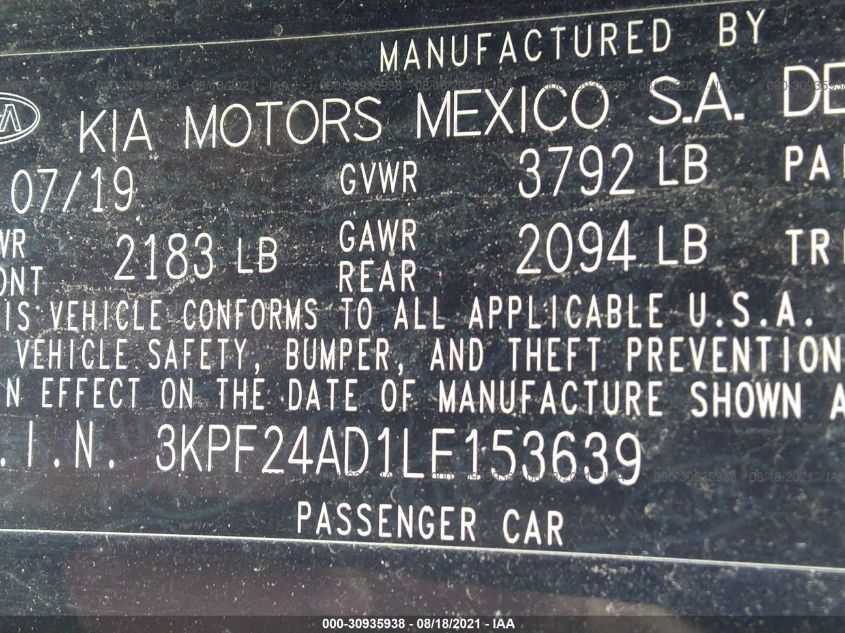 MANUFACTURED BY
KIA MOTORS MEXICO S.A. DE
07/19 GVWR 3792 LB
2183 LB GAWR REAR 2094 LB
VEHICLE CONFORMS TO ALL APPLICABLE U.S.A.
VEHICLE SAFETY, BUMPER, AND THEFT PREVENTION
EFFECT ON THE DATE OF MANUFACTURE SHOWN
.I.N. 3KPF24AD1LE153639
PASSENGER CAR
000-30935938 - 08/18/2021 - IAA